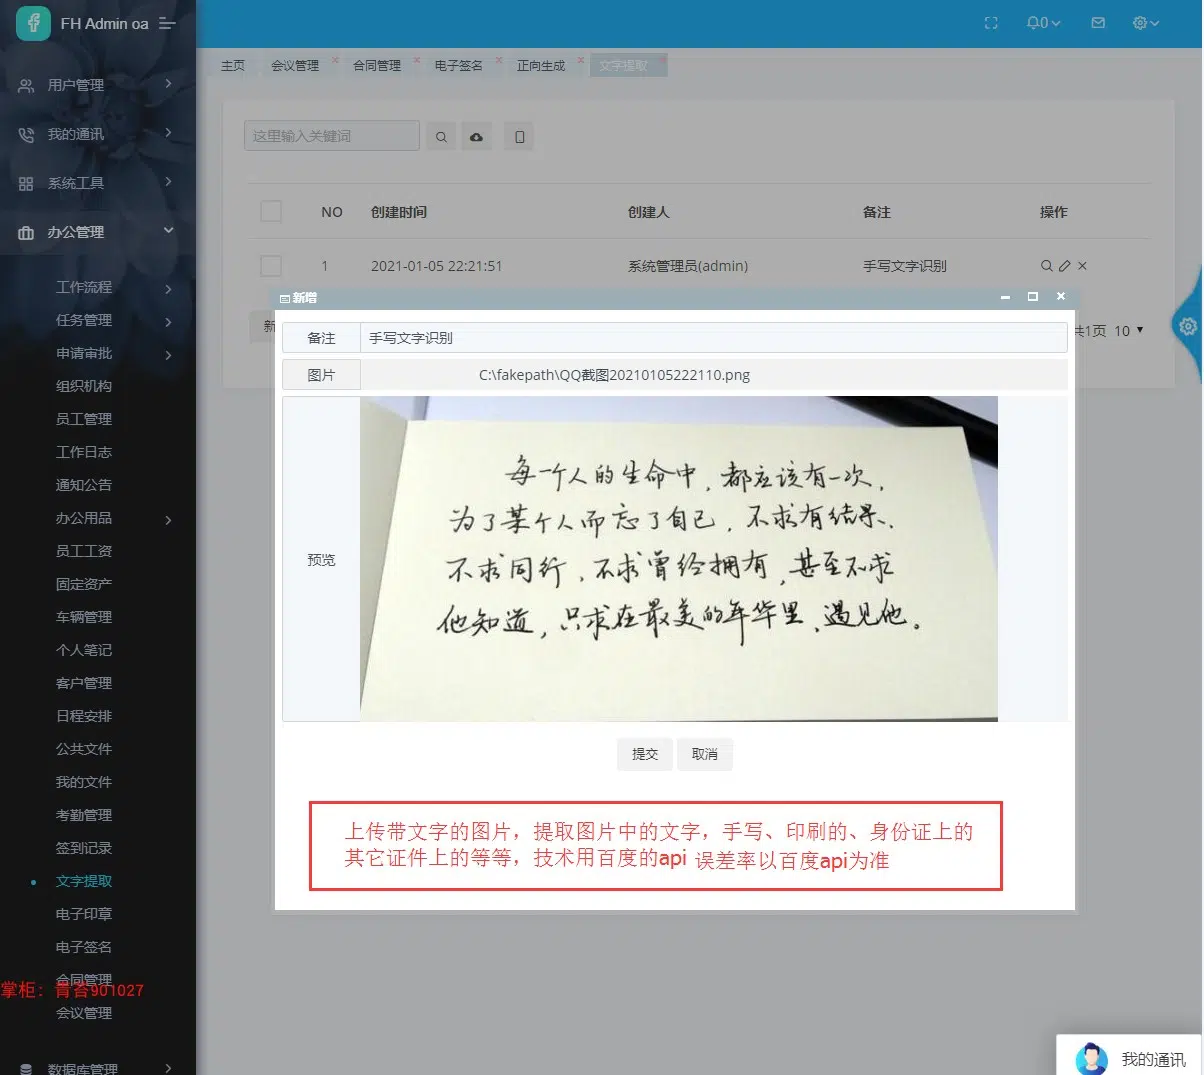 FH Admin oa
0
主页
会议管理
合同管理
电子签名
正向生成
文字提取
用户管理
我的通讯
系统工具
办公管理
工作流程
任务管理
申请审批
组织机构
员工管理
工作日志
通知公告
办公用品
员工工资
固定资产
车辆管理
个人笔记
客户管理
日程安排
公共文件
我的文件
考勤管理
签到记录
文字提取
电子印章
电子签名
合同管理
掌柜：青苔901027
会议管理
数据库管理
这里输入关键词
NO 创建时间 创建人 备注 操作
1 2021-01-05 22:21:51 系统管理员(admin) 手写文字识别
新
共1页 10
新增
备注 手写文字识别
图片 C:\fakepath\QQ截图20210105222110.png
预览
每一个人的生命中，都应该有一次，
为了某个人而忘了自己，不求有结果，
不求同行，不求曾经拥有，甚至不求
他知道，只求在最美的年华里，遇见他。
提交 取消
上传带文字的图片，提取图片中的文字，手写、印刷的、身份证上的
其它证件上的等等，技术用百度的api 误差率以百度api为准
我的通讯